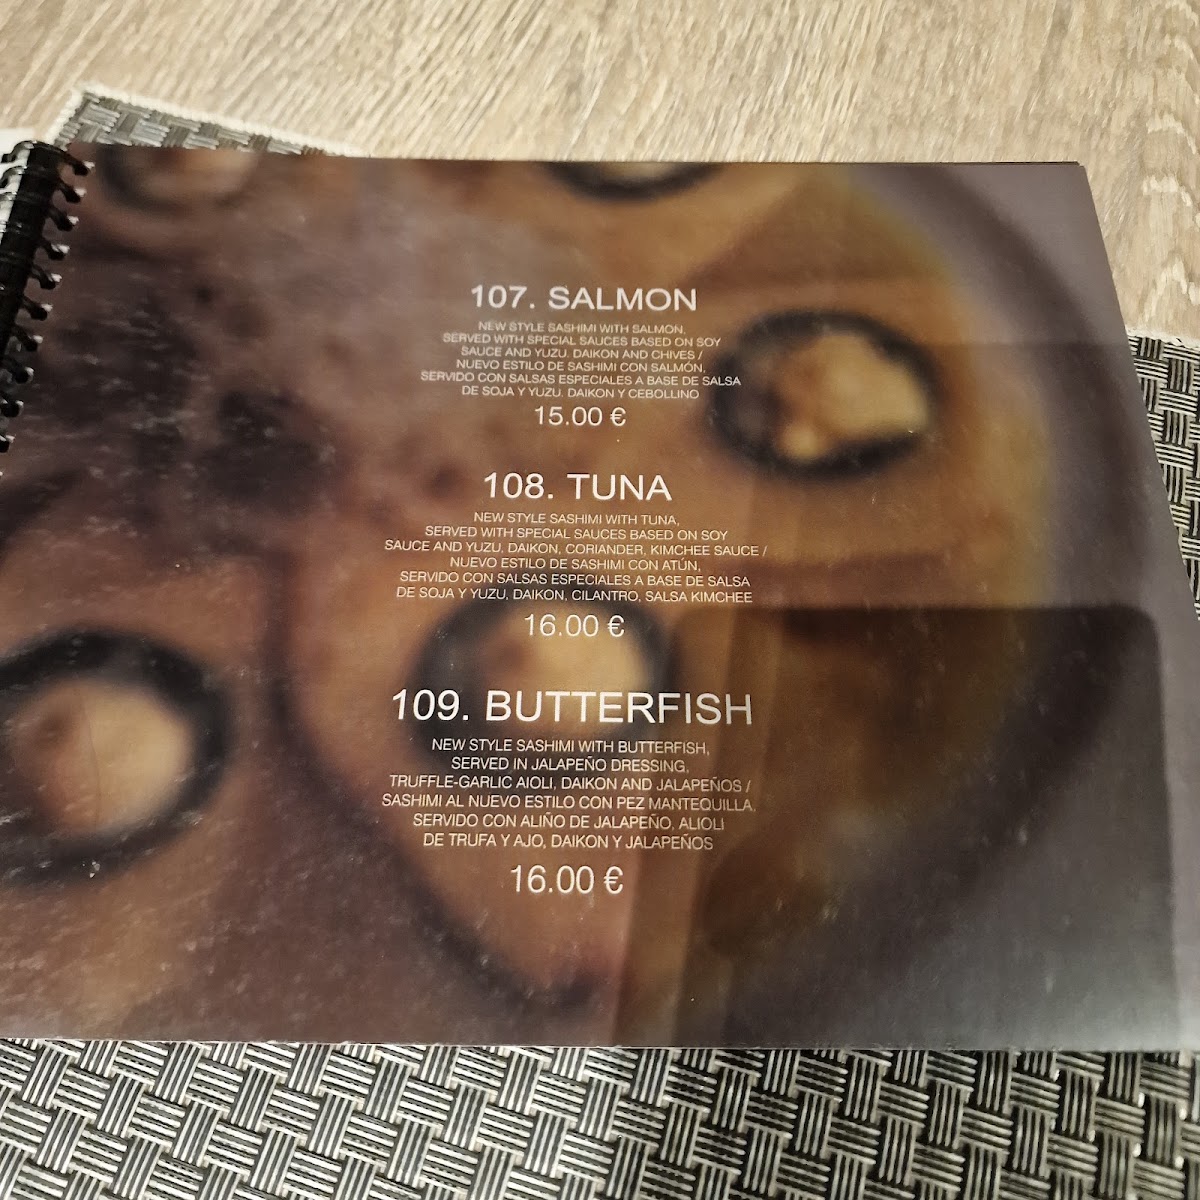 107. SALMON
NEW STYLE SASHIMI WITH SALMON,
SERVED WITH SPECIAL SAUCES BASED ON SOY
SAUCE AND YUZU, DAIKON AND CHIVES /
NUEVO ESTILO DE SASHIMI CON SALMÓN,
SERVIDO CON SALSAS ESPECIALES A BASE DE SALSA
DE SOJA Y YUZU, DAIKON Y CEBOLLINO
15.00 €
108. TUNA
NEW STYLE SASHIMI WITH TUNA,
SERVED WITH SPECIAL SAUCES BASED ON SOY
SAUCE AND YUZU, DAIKON, CORIANDER, KIMCHEE SAUCE /
NUEVO ESTILO DE SASHIMI CON ATÚN,
SERVIDO CON SALSAS ESPECIALES A BASE DE SALSA
DE SOJA Y YUZU, DAIKON, CILANTRO, SALSA KIMCHEE
16.00 €
109. BUTTERFISH
NEW STYLE SASHIMI WITH BUTTERFISH,
SERVED IN JALAPEÑO DRESSING,
TRUFFLE-GARLIC AIOLI, DAIKON AND JALAPEÑOS /
SASHIMI AL NUEVO ESTILO CON PEZ MANTEQUILLA,
SERVIDO CON ALIÑO DE JALAPEÑO, ALIOLI
DE TRUFA Y AJO, DAIKON Y JALAPEÑOS
16.00 €